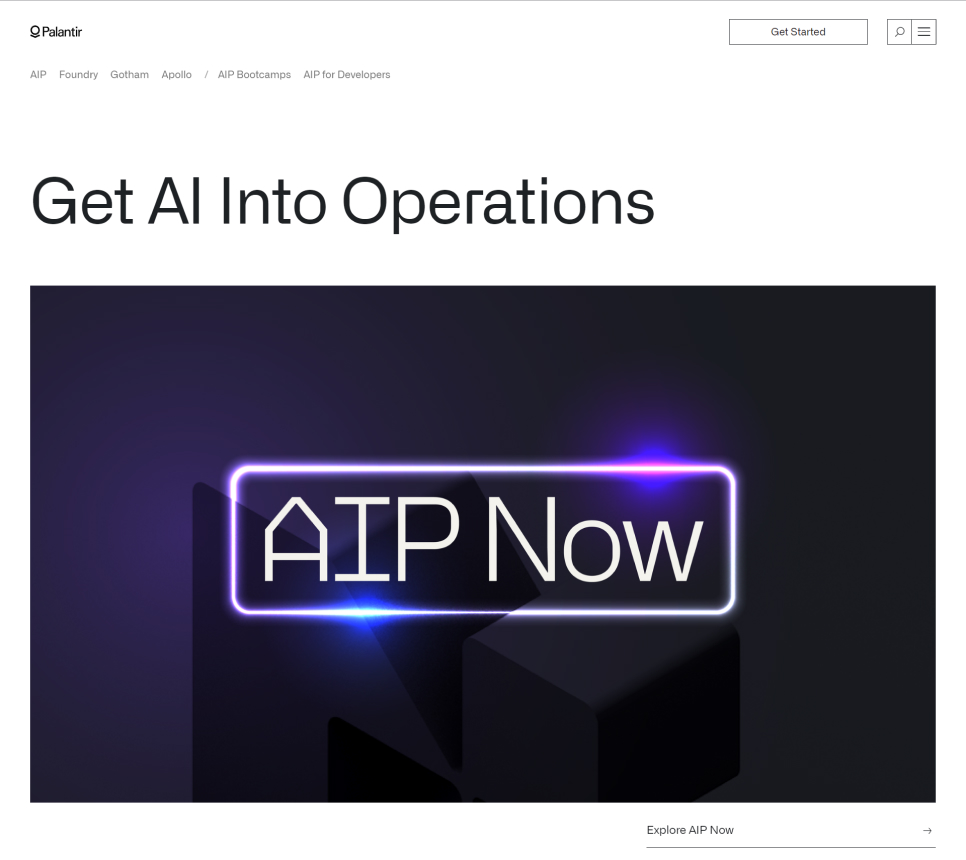 Palantir
Get Started
AIP Foundry Gotham Apollo / AIP Bootcamps AIP for Developers
Get AI Into Operations
AIP Now
Explore AIP Now →